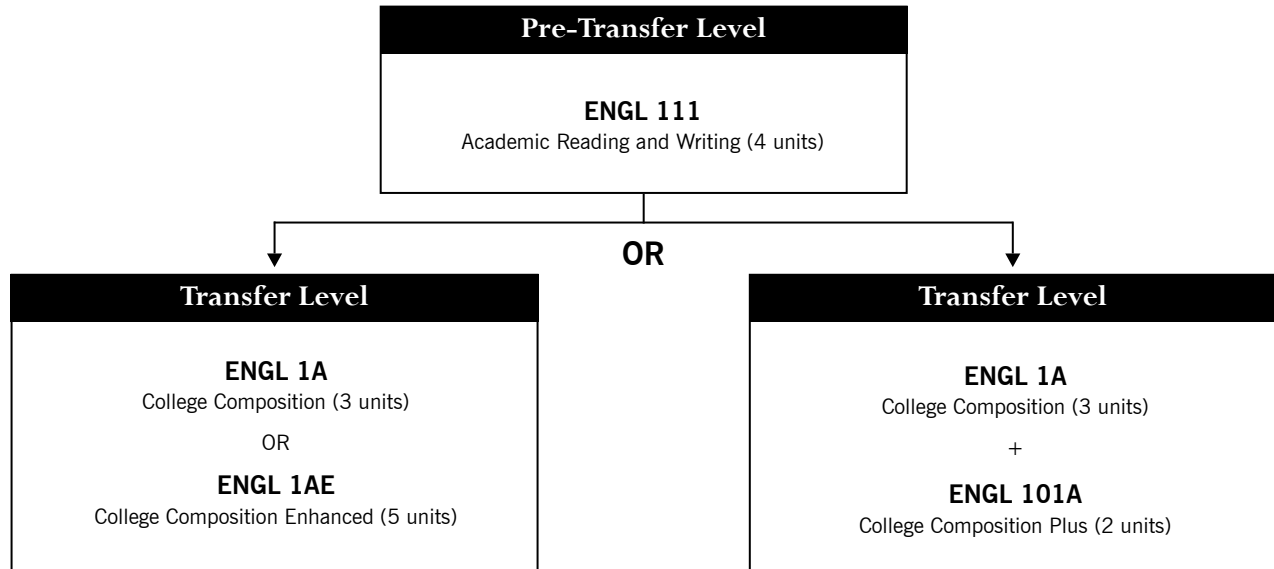 Pre-Transfer Level
ENGL 111
Academic Reading and Writing (4 units)
OR
Transfer Level
ENGL 1A
College Composition (3 units)
OR
ENGL 1AE
College Composition Enhanced (5 units)
Transfer Level
ENGL 1A
College Composition (3 units)
+
ENGL 101A
College Composition Plus (2 units)